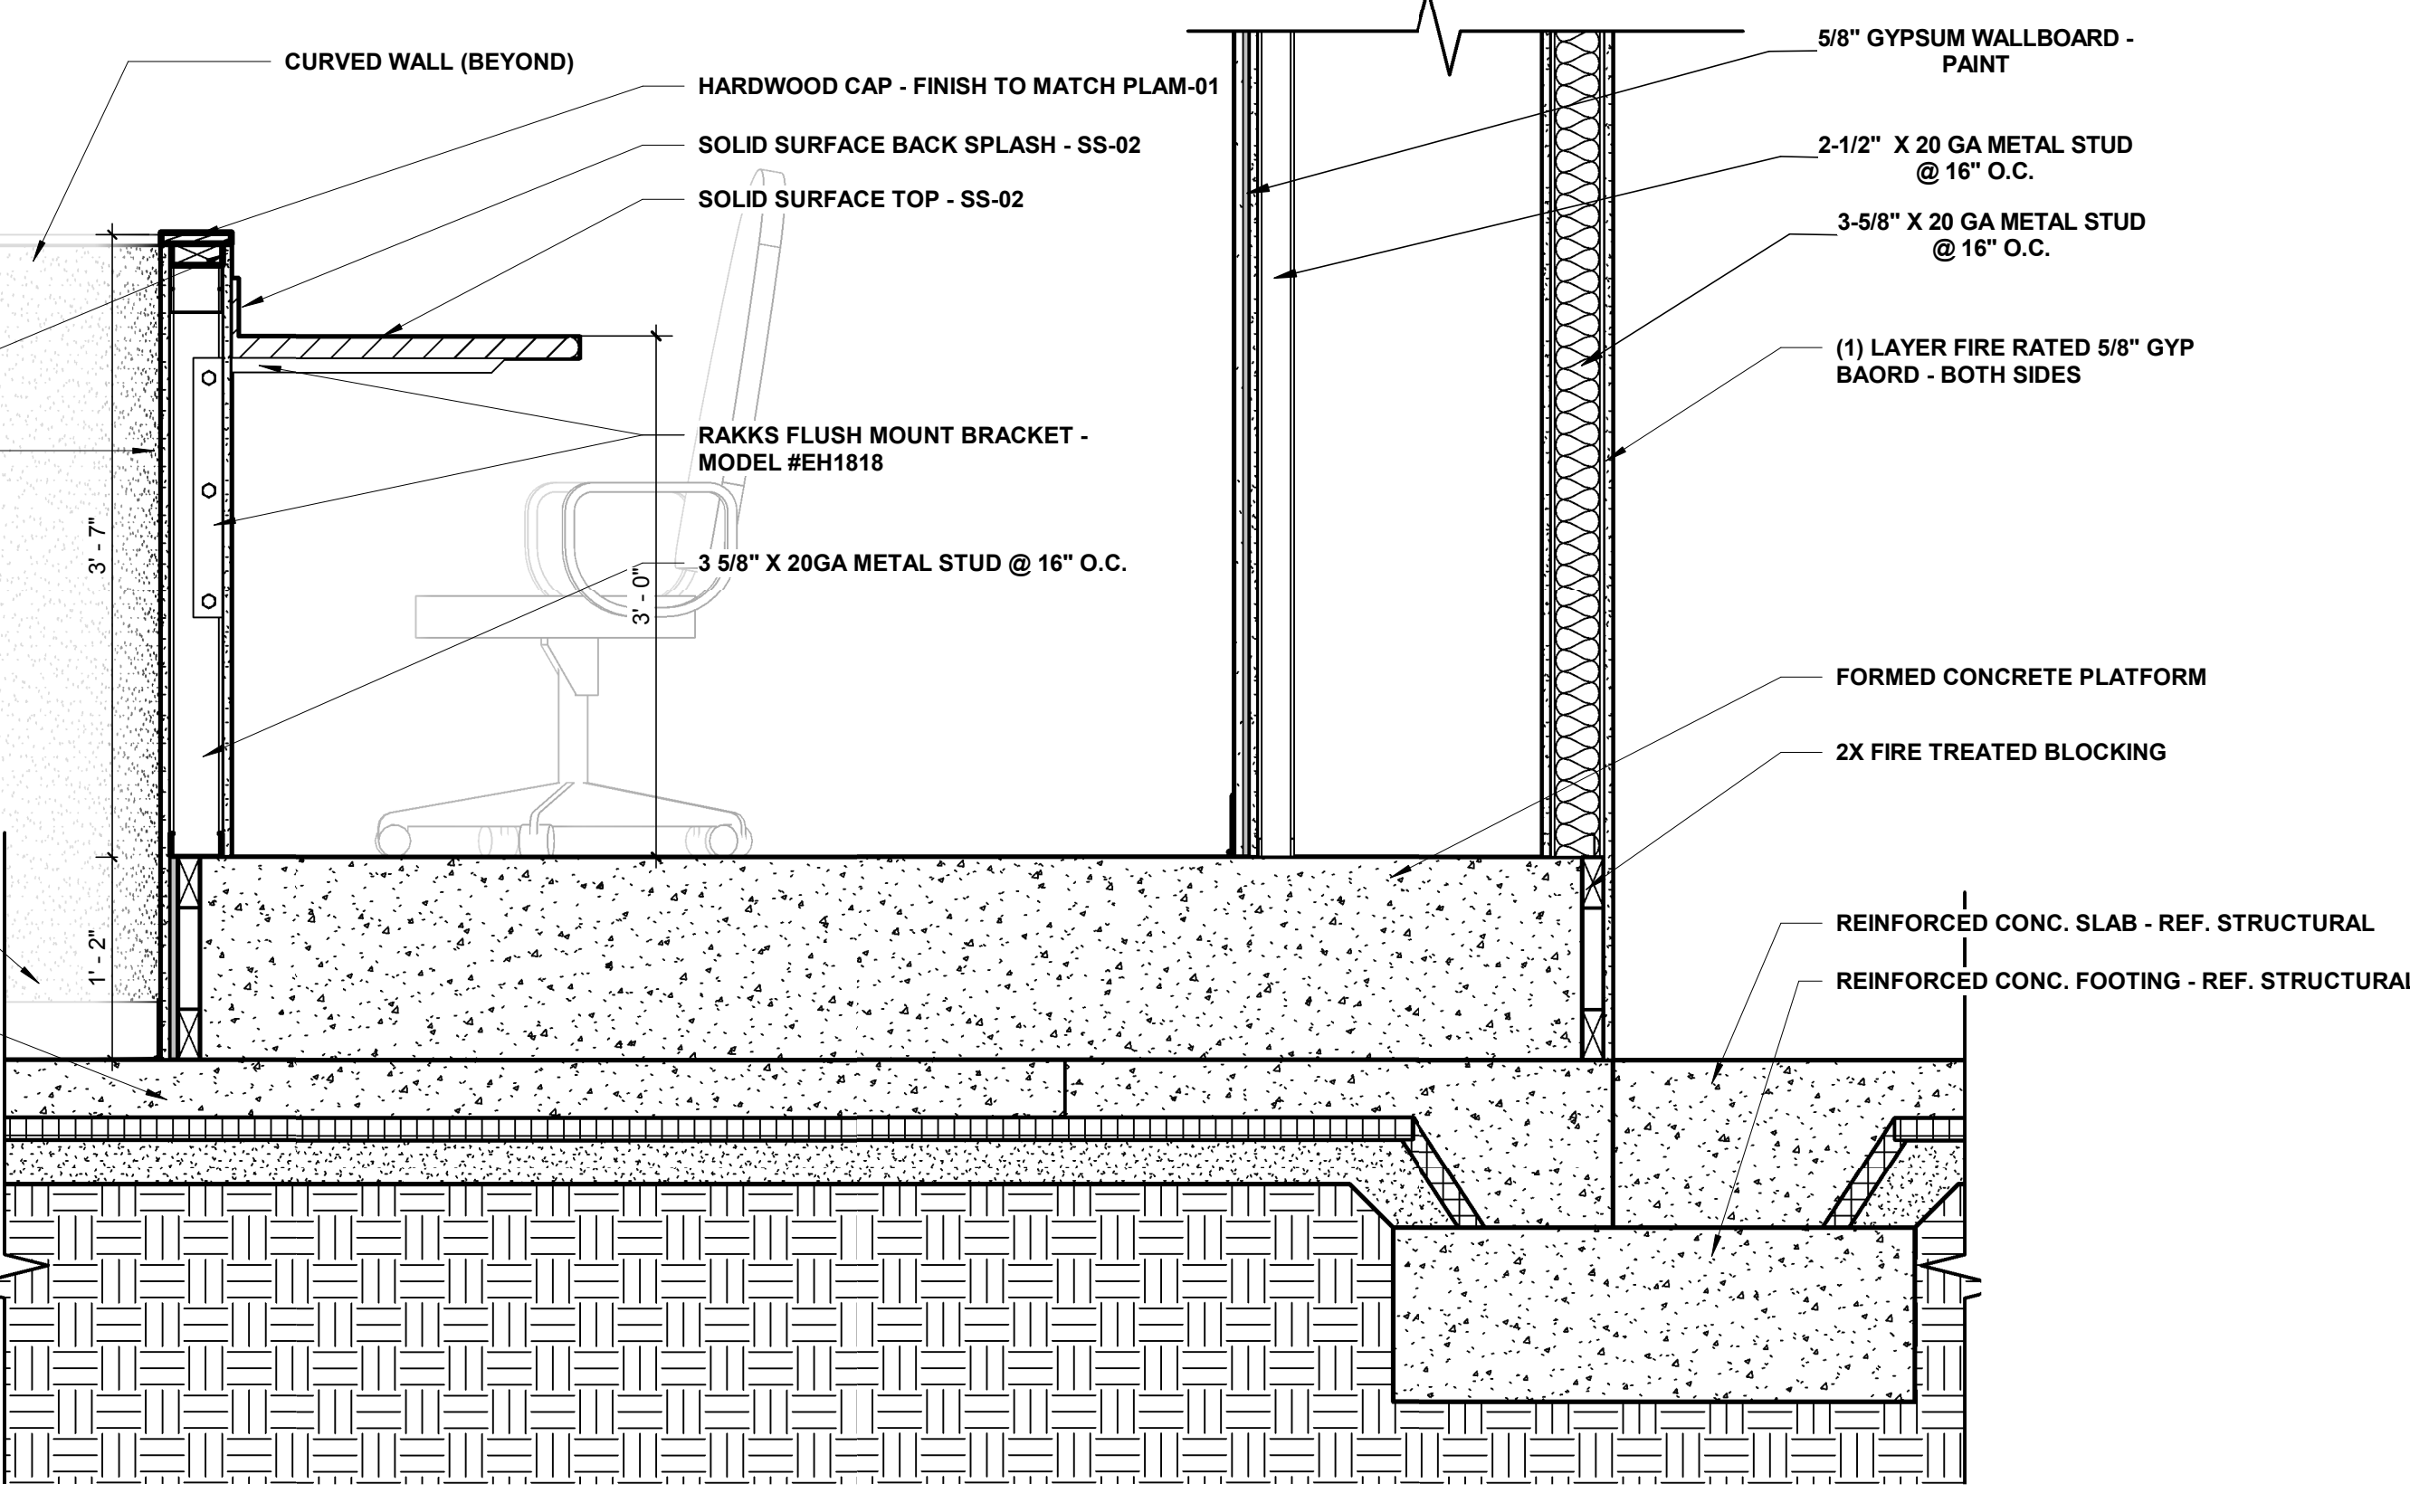 CURVED WALL (BEYOND)
HARDWOOD CAP - FINISH TO MATCH PLAM-01
SOLID SURFACE BACK SPLASH - SS-02
SOLID SURFACE TOP - SS-02
RAKKS FLUSH MOUNT BRACKET -
MODEL #EH1818
3 5/8" X 20GA METAL STUD @ 16" O.C.
3' - 7"
3' - 0"
1' - 2"
5/8" GYPSUM WALLBOARD -
PAINT
2-1/2" X 20 GA METAL STUD
@ 16" O.C.
3-5/8" X 20 GA METAL STUD
@ 16" O.C.
(1) LAYER FIRE RATED 5/8" GYP
BAORD - BOTH SIDES
FORMED CONCRETE PLATFORM
2X FIRE TREATED BLOCKING
REINFORCED CONC. SLAB - REF. STRUCTURAL
REINFORCED CONC. FOOTING - REF. STRUCTURAL